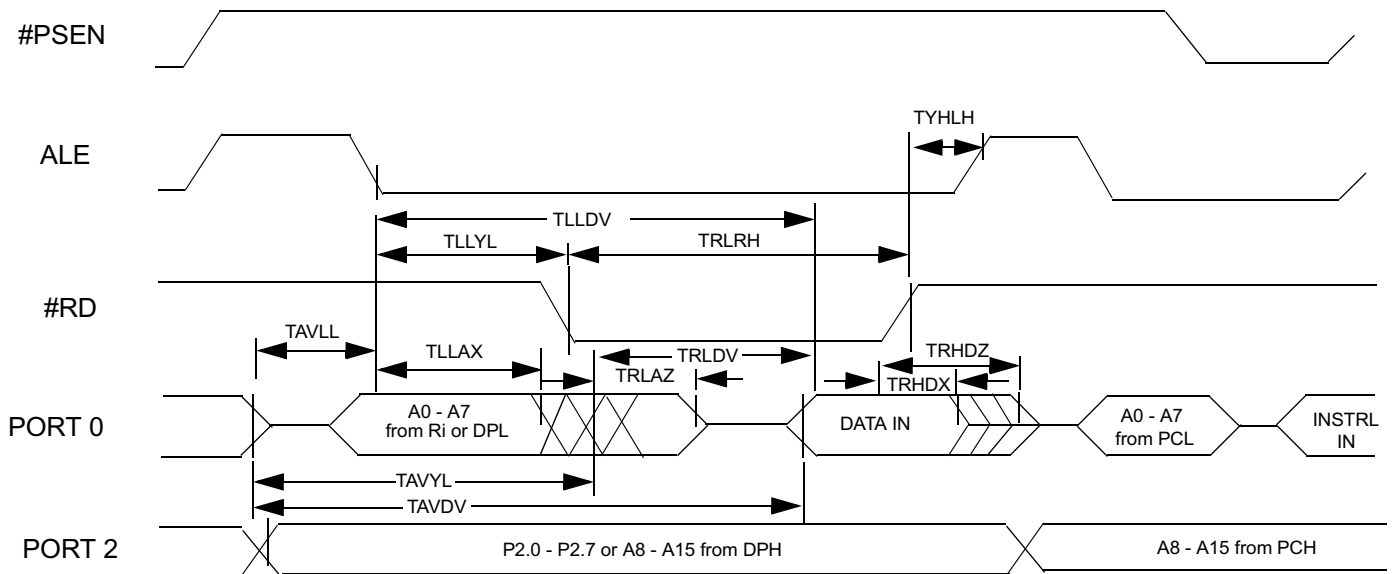 #PSEN
TYHLH
ALE
TLLDV
TLLYL
TRLRH
#RD
TAVLL
TLLAX
TRLDV
TRHDZ
TRLAZ
TRHDX
PORT 0
A0 - A7
from Ri or DPL
DATA IN
A0 - A7
from PCL
INSTRL
IN
TAVYL
TAVDV
PORT 2
P2.0 - P2.7 or A8 - A15 from DPH
A8 - A15 from PCH